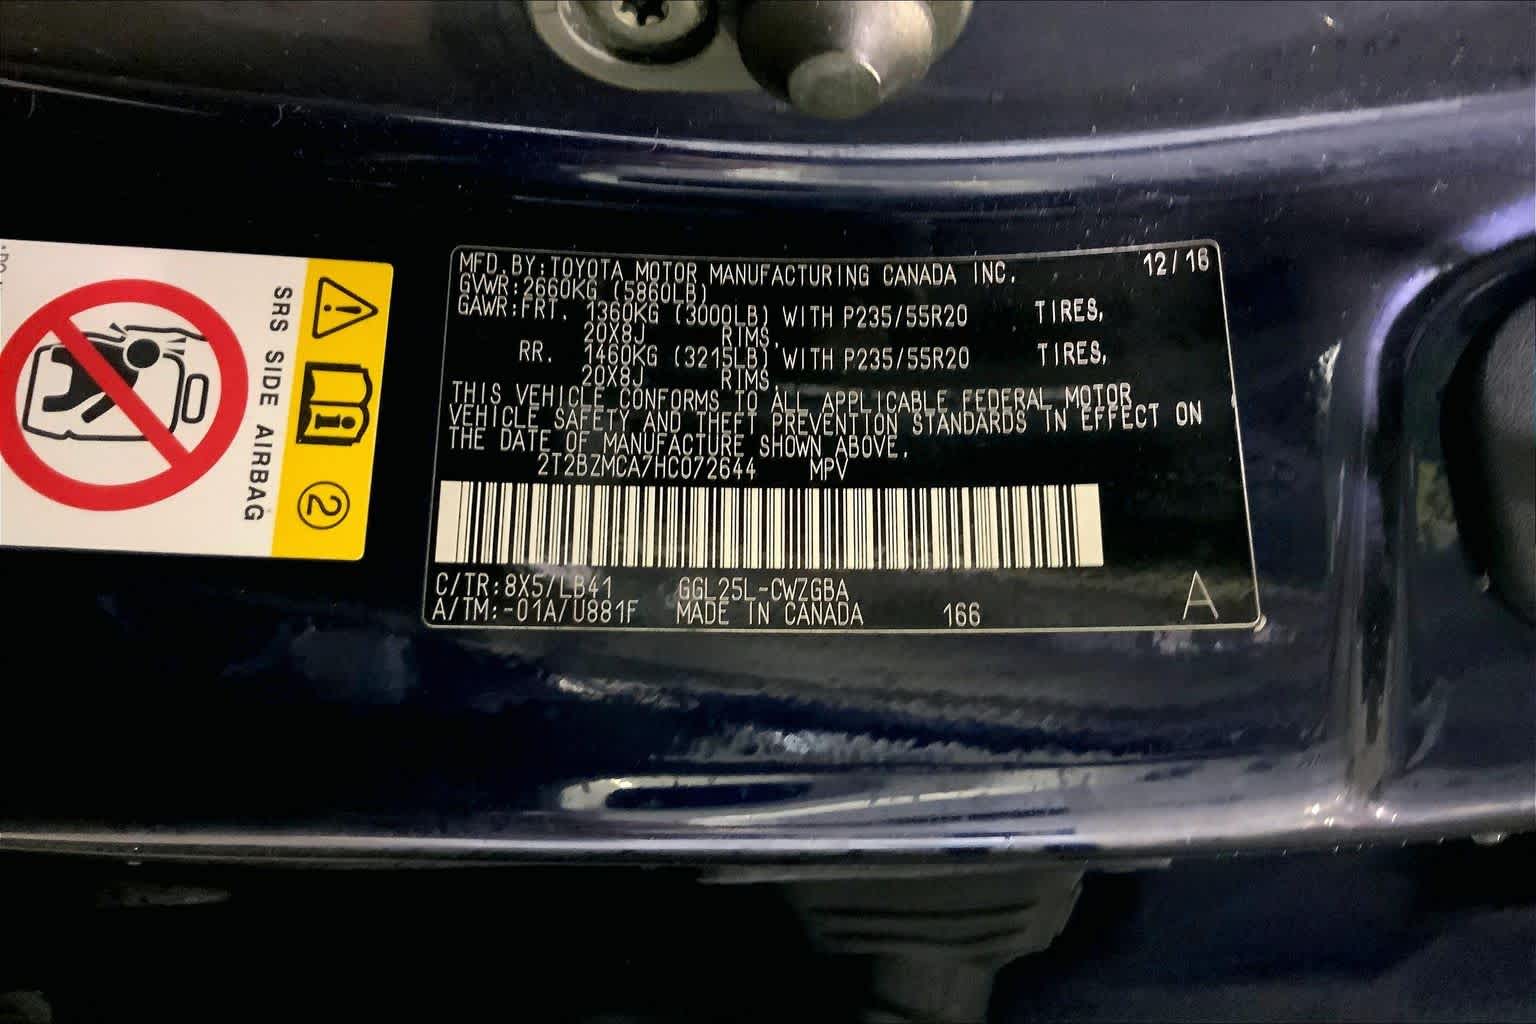 MFD.BY:TOYOTA MOTOR MANUFACTURING CANADA INC. 12/16
GVWR:2660KG (5860LB)
GAWR:FRT. 1360KG (3000LB) WITH P235/55R20 TIRES,
20X8J RIMS,
RR. 1460KG (3215LB) WITH P235/55R20 TIRES,
20X8J RIMS,
THIS VEHICLE CONFORMS TO ALL APPLICABLE FEDERAL MOTOR
VEHICLE SAFETY AND THEFT PREVENTION STANDARDS IN EFFECT ON
THE DATE OF MANUFACTURE SHOWN ABOVE.
2T2BZMCA7HC072644 MPV
C/TR:8X5/LB41 GGL25L-CWZGBA
A/TM:-01A/U881F MADE IN CANADA 166 A
SRS SIDE AIRBAG
2